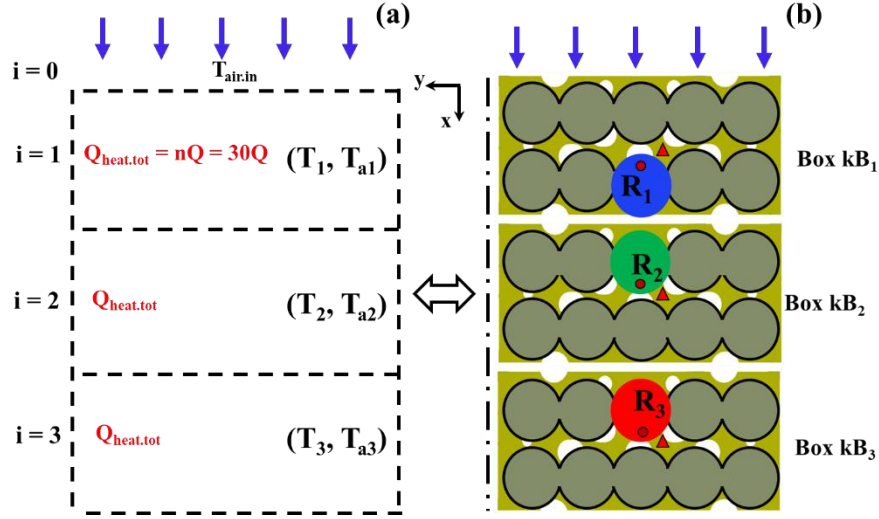 (a)
i = 0
T_air.in
y
x
i = 1
Q_heat.tot = nQ = 30Q
(T_1, T_a1)
i = 2
Q_heat.tot
(T_2, T_a2)
i = 3
Q_heat.tot
(T_3, T_a3)
(b)
R_1
Box kB_1
R_2
Box kB_2
R_3
Box kB_3